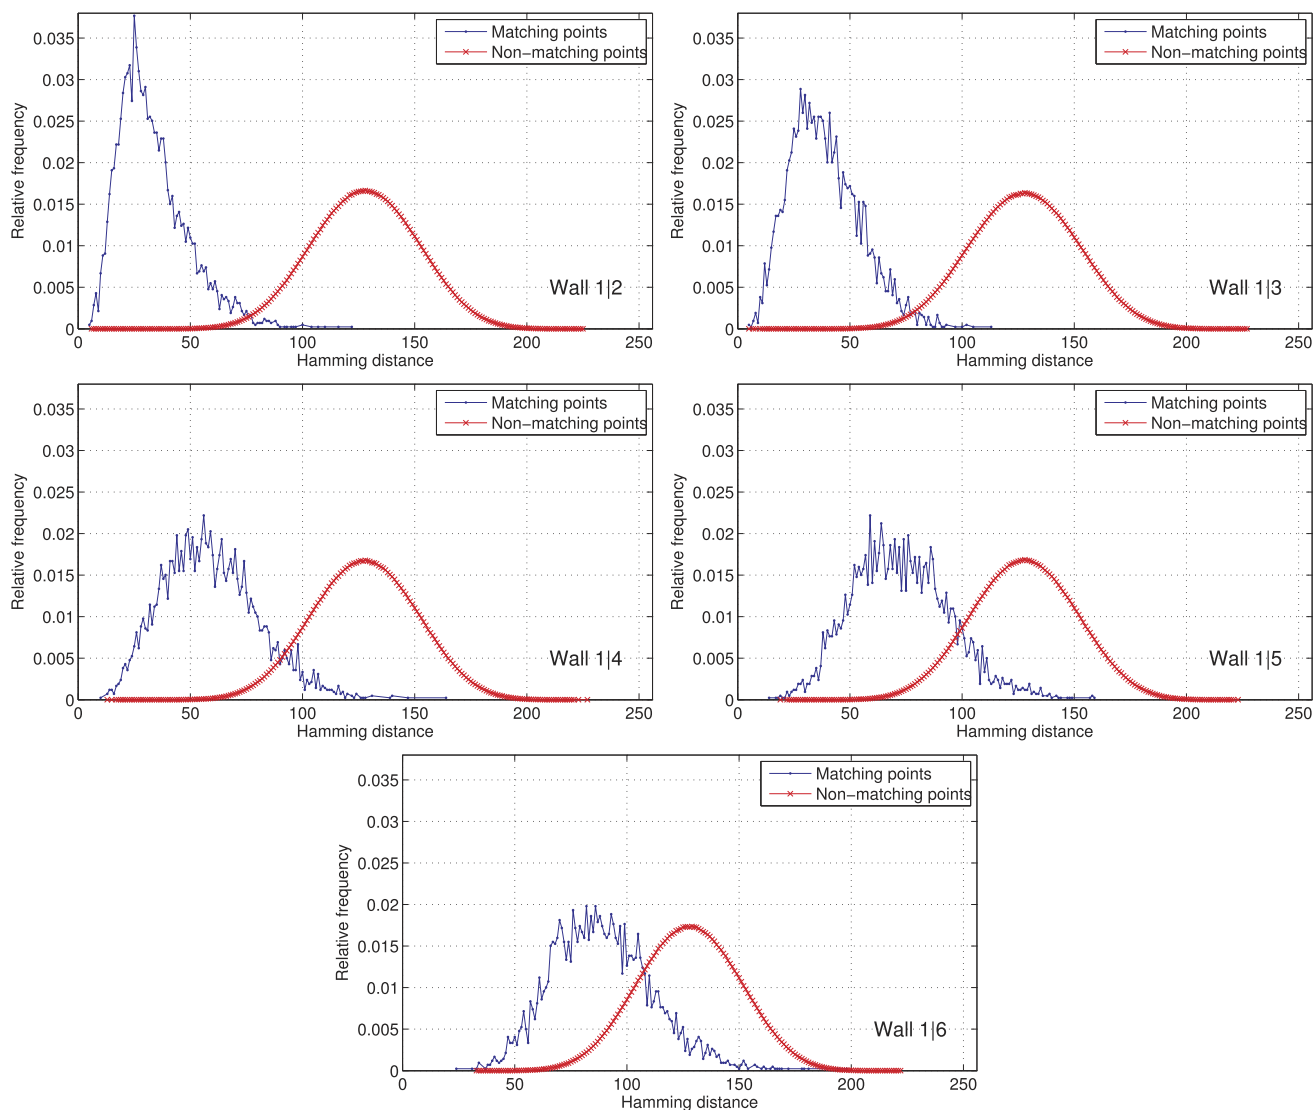 0.035
0.03
0.025
0.02
0.015
0.01
0.005
0
Relative frequency
0 50 100 150 200 250
Hamming distance
Matching points
Non−matching points
Wall 1|2
0.035
0.03
0.025
0.02
0.015
0.01
0.005
0
Relative frequency
0 50 100 150 200 250
Hamming distance
Matching points
Non−matching points
Wall 1|3
0.035
0.03
0.025
0.02
0.015
0.01
0.005
0
Relative frequency
0 50 100 150 200 250
Hamming distance
Matching points
Non−matching points
Wall 1|4
0.035
0.03
0.025
0.02
0.015
0.01
0.005
0
Relative frequency
0 50 100 150 200 250
Hamming distance
Matching points
Non−matching points
Wall 1|5
0.035
0.03
0.025
0.02
0.015
0.01
0.005
0
Relative frequency
0 50 100 150 200 250
Hamming distance
Matching points
Non−matching points
Wall 1|6